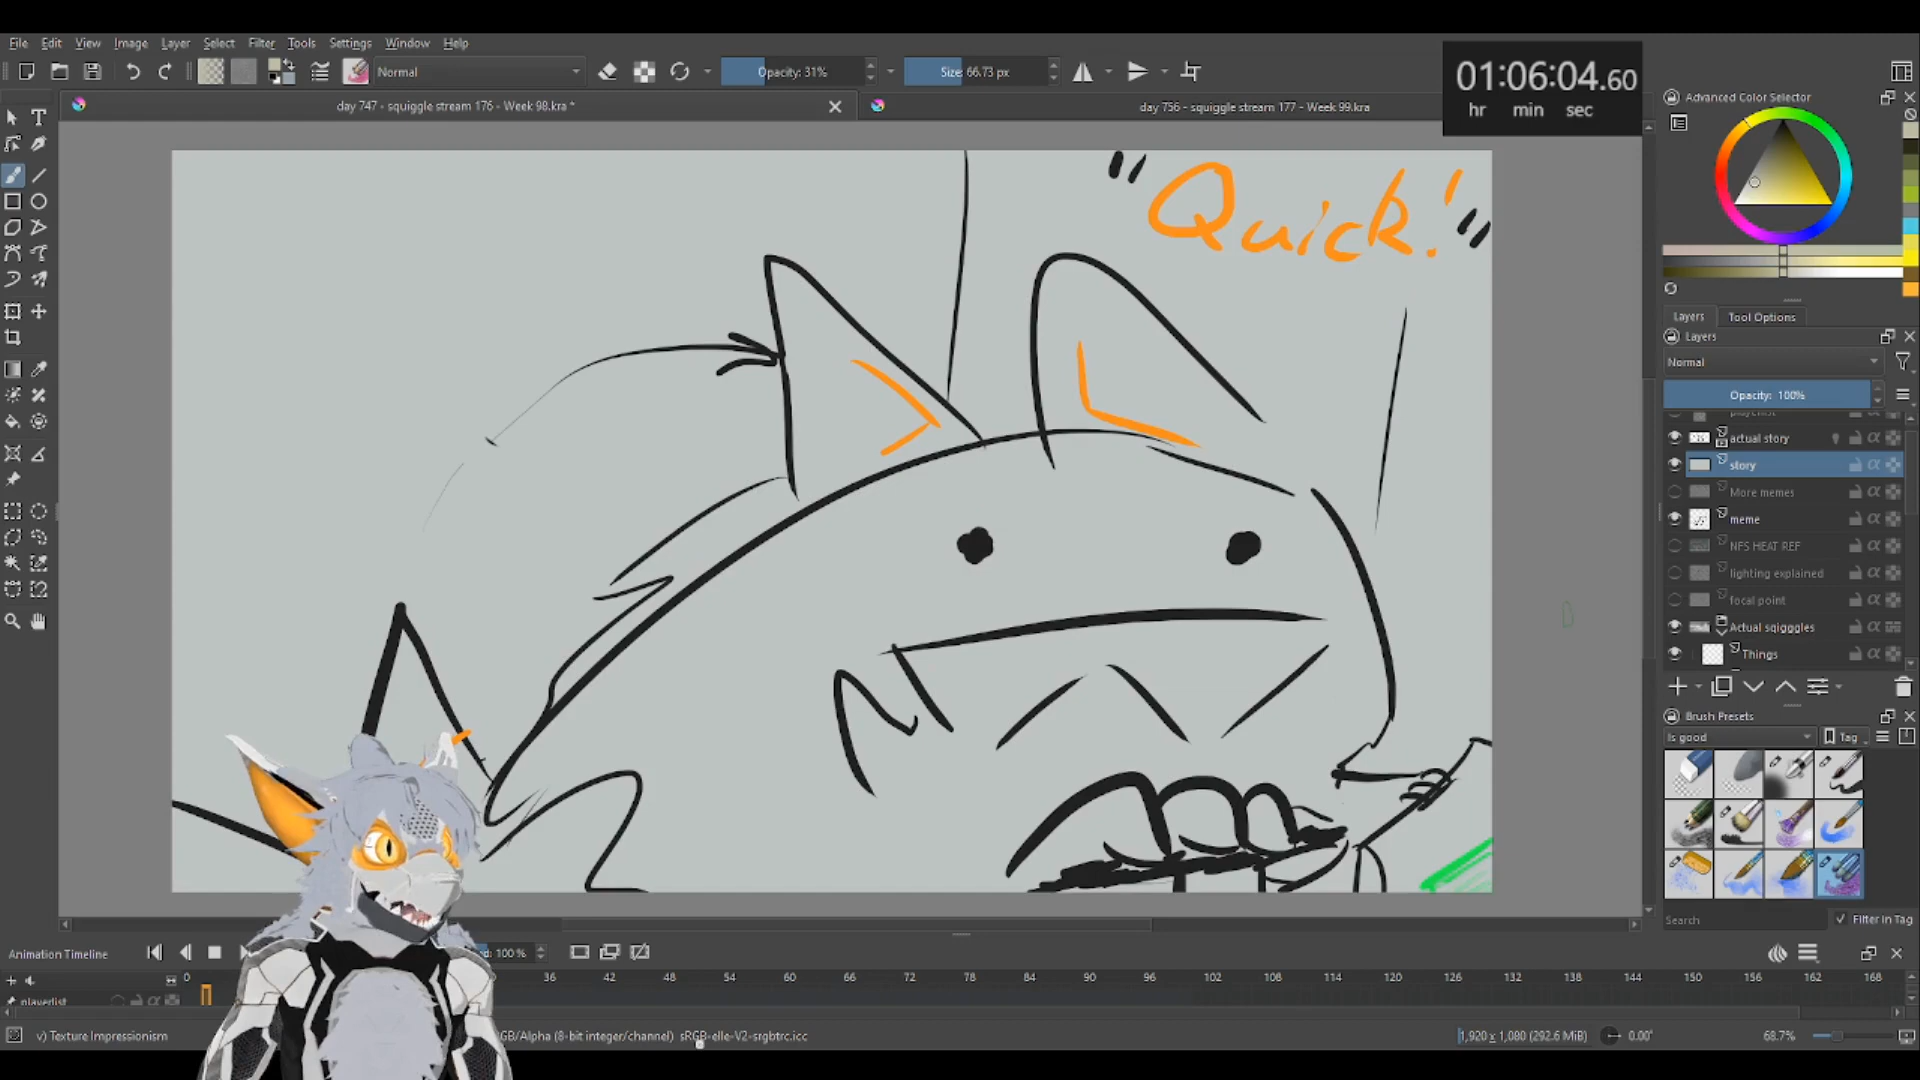 File Edit View Image Layer Select Filter Tools Settings Window Help
Normal
Opacity: 31%
Size: 66.73 px
01:06:04.60
hr min sec
day 747 - squiggle stream 176 - Week 98.kra *
day 756 - squiggle stream 177 - Week 99.kra
Advanced Color Selector
"Quick!"
Layers Tool Options
Layers
Normal
Opacity: 100%
playerlist
actual story
story
More memes
meme
NFS HEAT REF
lighting explained
focal point
Actual sqigggles
Things
Brush Presets
Is good
Tag
Search
Filter in Tag
Animation Timeline
100 %
0 36 42 48 54 60 66 72 78 84 90 96 102 108 114 120 126 132 138 144 150 156 162 168
playerlist
v) Texture Impressionism
GB/Alpha (8-bit integer/channel) sRGB-elle-V2-srgbtrc.icc
1,920 x 1,080 (292.6 MiB)
0.00°
68.7%